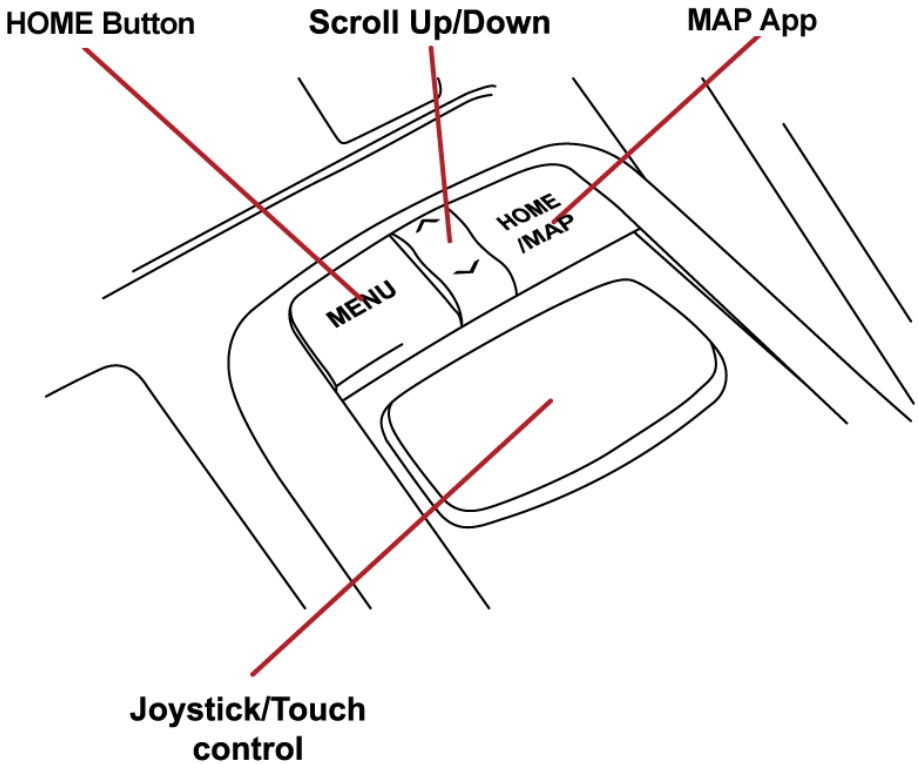 HOME Button
Scroll Up/Down
MAP App
HOME
/MAP
MENU
Joystick/Touch
control